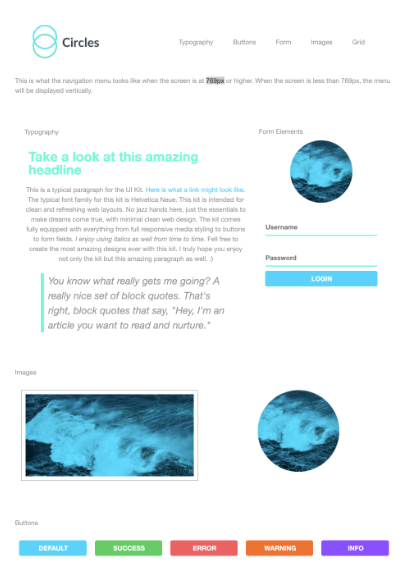 Circles
Typography Buttons Form Images Grid
This is what the navigation menu looks like when the screen is at 769px or higher. When the screen is less than 769px, the menu
will be displayed vertically.
Typography
Take a look at this amazing
headline
This is a typical paragraph for the UI Kit. Here is what a link might look like.
The typical font family for this kit is Helvetica Neue. This kit is intended for
clean and refreshing web layouts. No jazz hands here, just the essentials to
make dreams come true, with minimal clean web design. The kit comes
fully equipped with everything from full responsive media styling to buttons
to form fields. I enjoy using italics as well from time to time. Fell free to
create the most amazing designs ever with this kit. I truly hope you enjoy
not only the kit but this amazing paragraph as well. :)
You know what really gets me going? A
really nice set of block quotes. That's
right, block quotes that say, "Hey, I'm an
article you want to read and nurture."
Form Elements
Username
Password
LOGIN
Images
Buttons
DEFAULT SUCCESS ERROR WARNING INFO